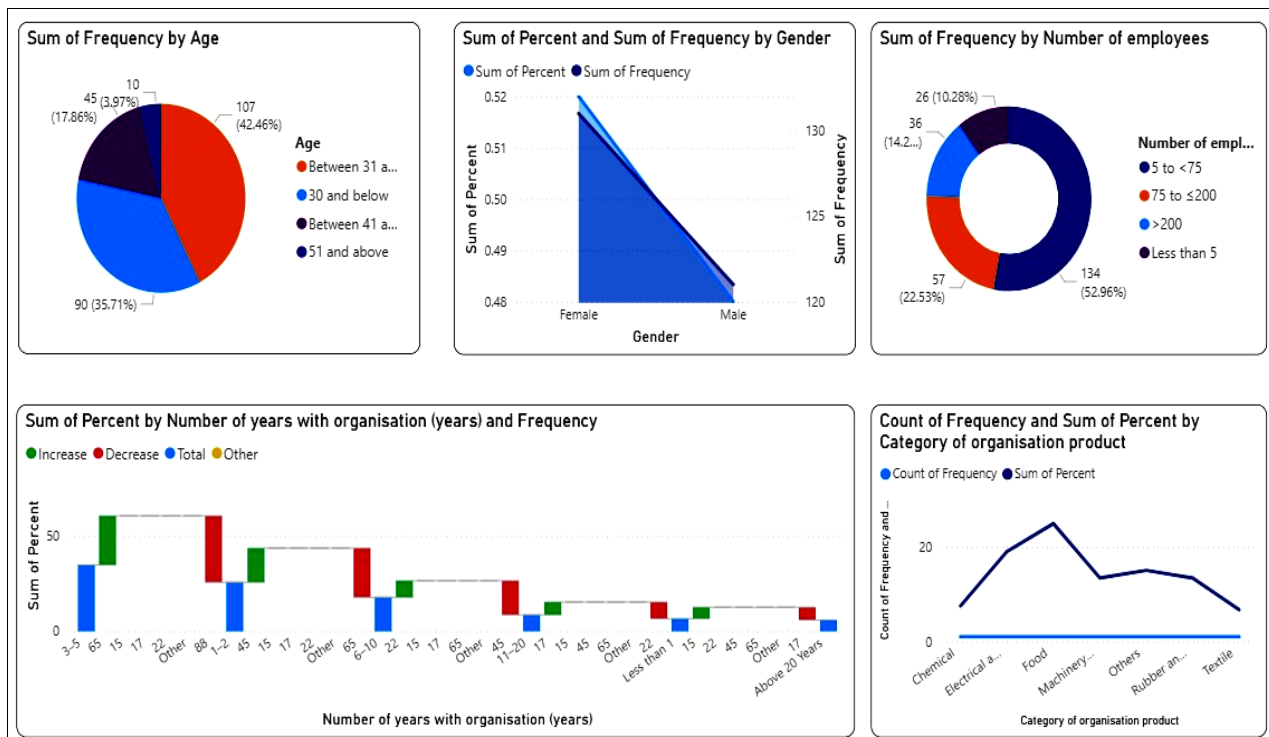 Sum of Frequency by Age
10
(3.97%)
45
(17.86%)
107
(42.46%)
90 (35.71%)
Age
Between 31 a...
30 and below
Between 41 a...
51 and above
Sum of Percent and Sum of Frequency by Gender
Sum of Percent Sum of Frequency
0.52
0.51
0.50
0.49
0.48
Sum of Percent
130
125
120
Sum of Frequency
Female Male
Gender
Sum of Frequency by Number of employees
26 (10.28%)
36
(14.2...)
57
(22.53%)
134
(52.96%)
Number of empl...
5 to <75
75 to ≤200
>200
Less than 5
Sum of Percent by Number of years with organisation (years) and Frequency
Increase Decrease Total Other
Sum of Percent
50
0
3–5 65 15 17 22 Other 88 1–2 45 15 17 22 Other 65 6–10 22 15 17 65 Other 45 11–20 17 15 45 65 Other 22 Less than 1 15 22 45 65 Other 17 Above 20 Years
Number of years with organisation (years)
Count of Frequency and Sum of Percent by
Category of organisation product
Count of Frequency Sum of Percent
Count of Frequency and ...
20
0
Chemical Electrical a... Food Machinery... Others Rubber an... Textile
Category of organisation product